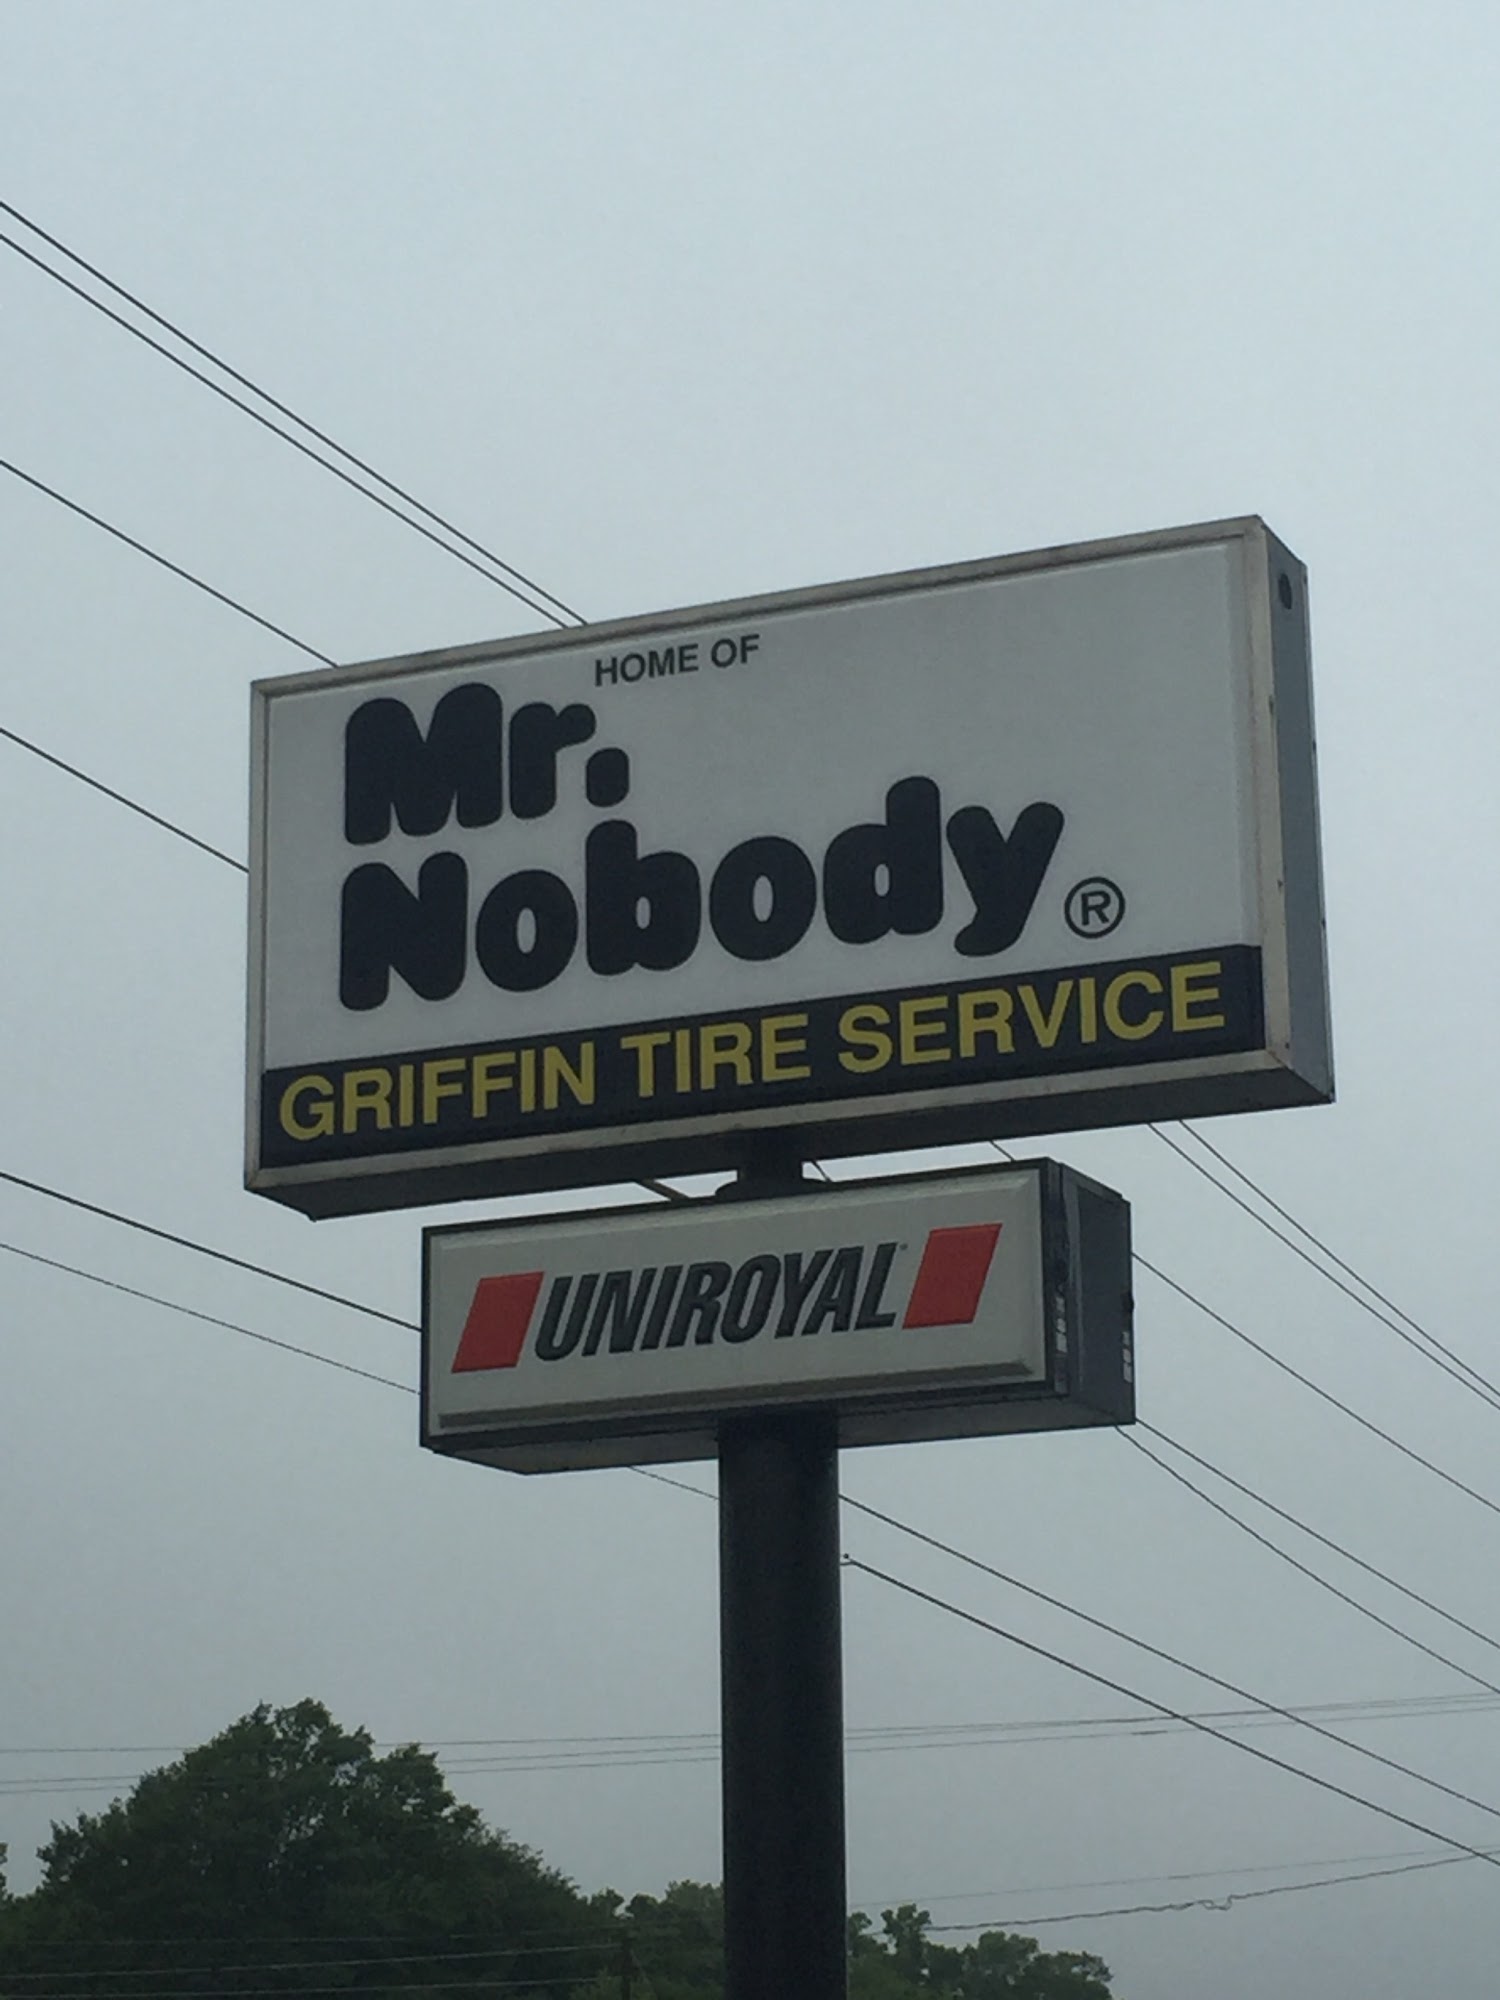 HOME OF
Mr.
Nobody®
GRIFFIN TIRE SERVICE
UNIROYAL